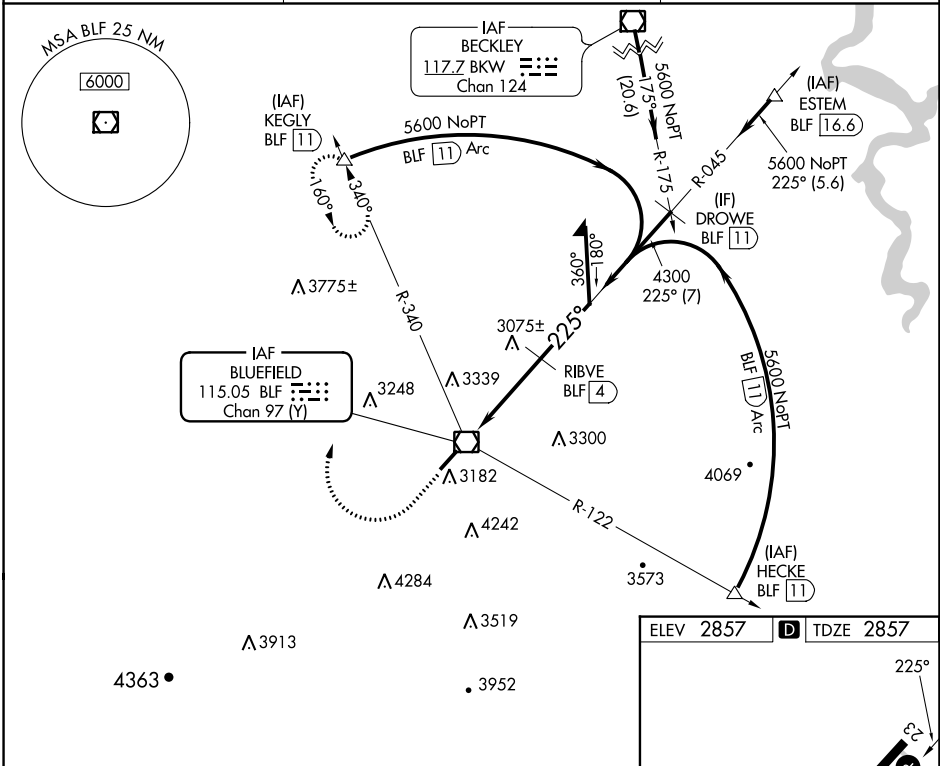 MSA BLF 25 NM
6000
IAF
BECKLEY
117.7 BKW
Chan 124
5600 NoPT
175°
(20.6)
R-175
(IAF)
ESTEM
BLF 16.6
5600 NoPT
225° (5.6)
R-045
(IF)
DROWE
BLF 11
(IAF)
KEGLY
BLF 11
5600 NoPT
BLF 11 Arc
340°
160°
R-340
360°
180°
4300
225° (7)
225°
3775±
3075±
RIBVE
BLF 4
5600 NoPT
BLF 11 Arc
IAF
BLUEFIELD
115.05 BLF
Chan 97 (Y)
3248
3339
3300
3182
4069
R-122
4242
3573
(IAF)
HECKE
BLF 11
4284
3519
3913
4363
3952
ELEV 2857 D TDZE 2857
225°
23